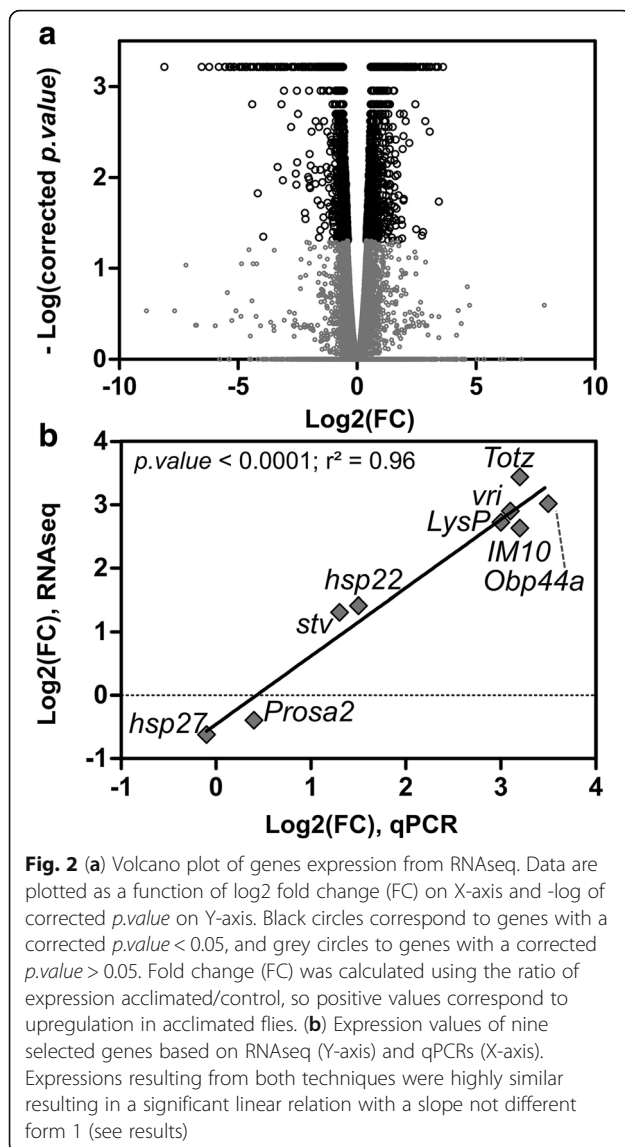 a
- Log(corrected p.value)
3
2
1
0
-10
-5
0
5
10
Log2(FC)
b
p.value < 0.0001; r² = 0.96
Log2(FC), RNAseq
4
3
2
1
0
-1
Totz
vri
LysP
IM10
Obp44a
hsp22
stv
hsp27
Prosa2
-1
0
1
2
3
4
Log2(FC), qPCR
Fig. 2 (a) Volcano plot of genes expression from RNAseq. Data are
plotted as a function of log2 fold change (FC) on X-axis and -log of
corrected p.value on Y-axis. Black circles correspond to genes with a
corrected p.value < 0.05, and grey circles to genes with a corrected
p.value > 0.05. Fold change (FC) was calculated using the ratio of
expression acclimated/control, so positive values correspond to
upregulation in acclimated flies. (b) Expression values of nine
selected genes based on RNAseq (Y-axis) and qPCRs (X-axis).
Expressions resulting from both techniques were highly similar
resulting in a significant linear relation with a slope not different
form 1 (see results)